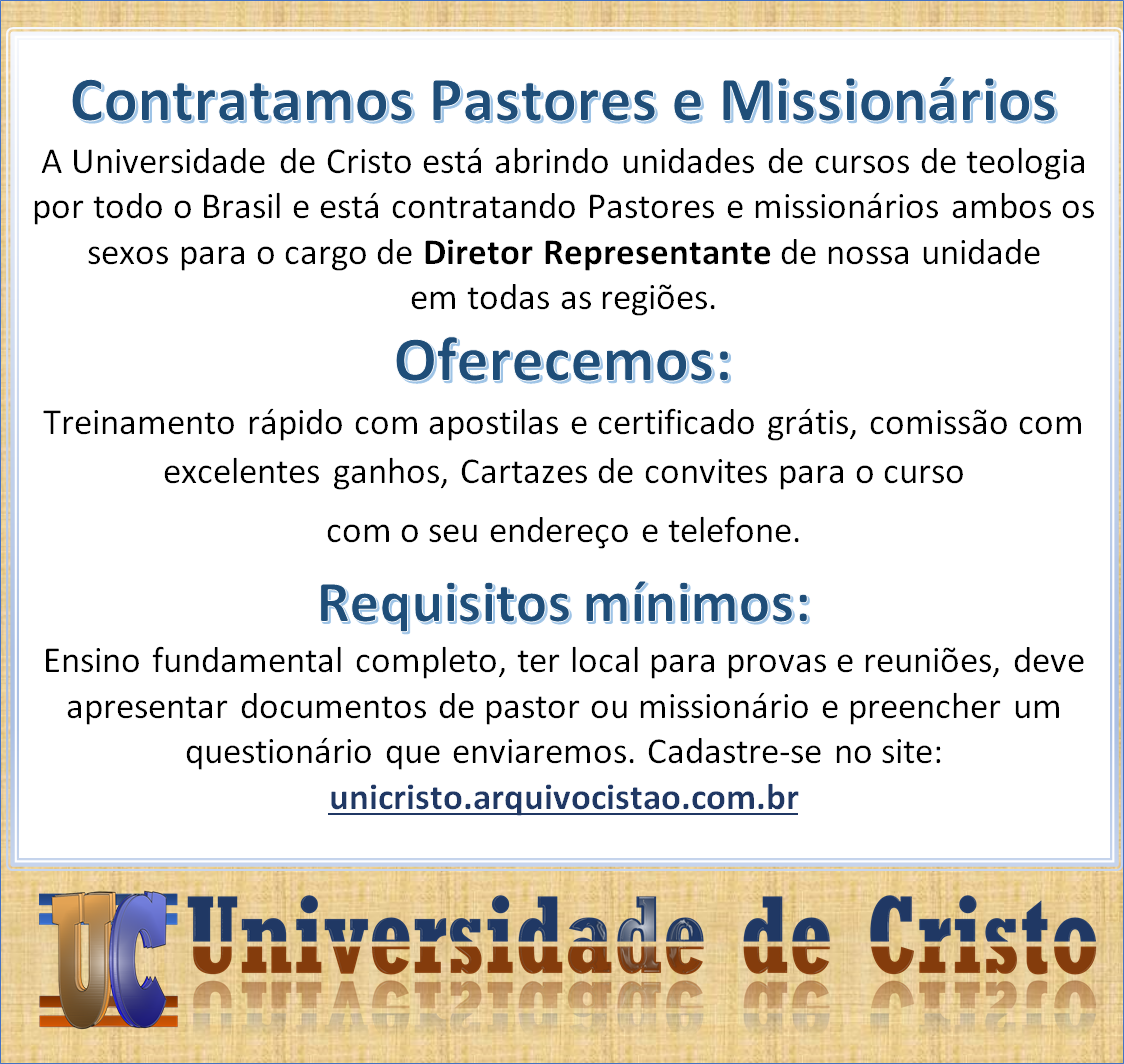 Contratamos Pastores e Missionários
A Universidade de Cristo está abrindo unidades de cursos de teologia
por todo o Brasil e está contratando Pastores e missionários ambos os
sexos para o cargo de Diretor Representante de nossa unidade
em todas as regiões.
Oferecemos:
Treinamento rápido com apostilas e certificado grátis, comissão com
excelentes ganhos, Cartazes de convites para o curso
com o seu endereço e telefone.
Requisitos mínimos:
Ensino fundamental completo, ter local para provas e reuniões, deve
apresentar documentos de pastor ou missionário e preencher um
questionário que enviaremos. Cadastre-se no site:
unicristo.arquivocistao.com.br
UC Universidade de Cristo